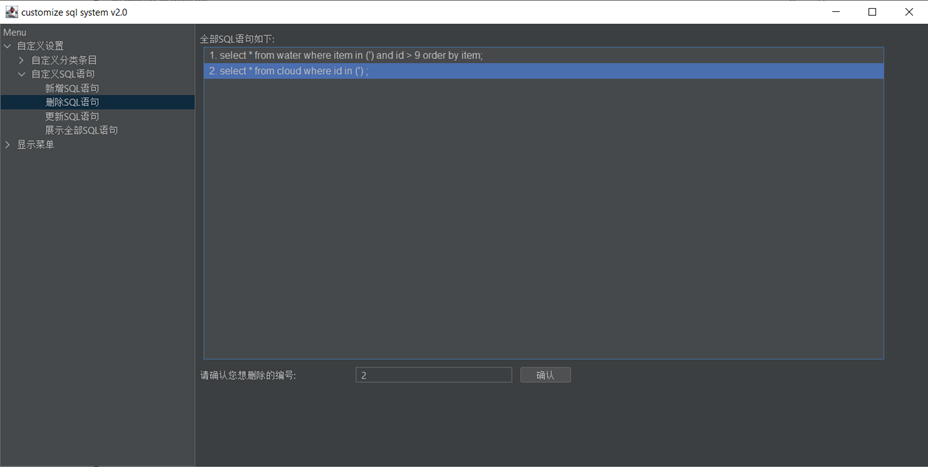 customize sql system v2.0
Menu
自定义设置
自定义分类条目
自定义SQL语句
新增SQL语句
删除SQL语句
更新SQL语句
展示全部SQL语句
显示菜单
全部SQL语句如下:
1. select * from water where item in (') and id > 9 order by item;
2. select * from cloud where id in (') ;
请确认您想删除的编号:
2
确认